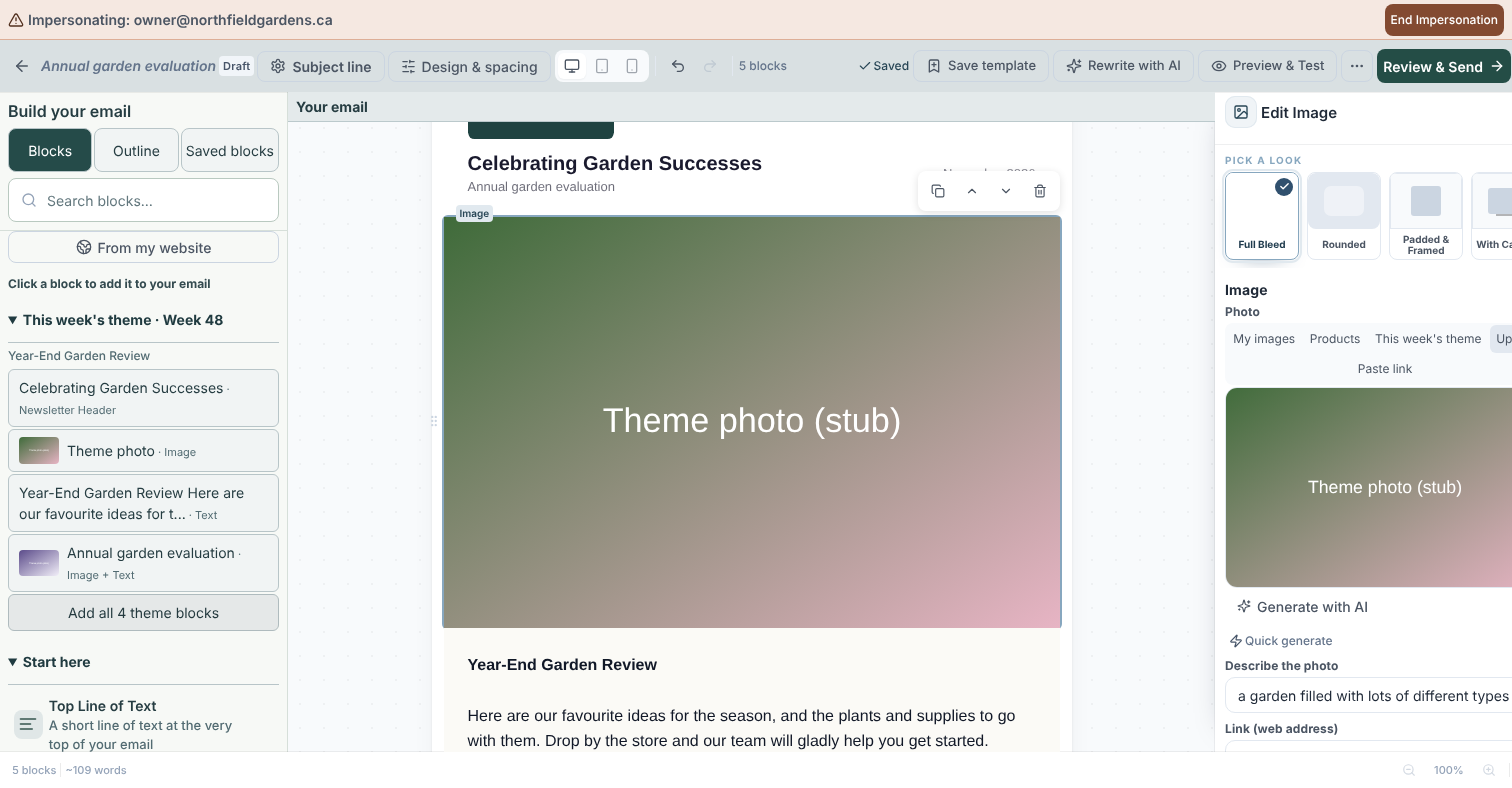 Impersonating: owner@northfieldgardens.ca
End Impersonation
Annual garden evaluation
Draft
Subject line
Design & spacing
5 blocks
Saved
Save template
Rewrite with AI
Preview & Test
Review & Send
Build your email
Blocks
Outline
Saved blocks
Search blocks...
From my website
Click a block to add it to your email
This week's theme · Week 48
Year-End Garden Review
Celebrating Garden Successes ·
Newsletter Header
Theme photo · Image
Year-End Garden Review Here are
our favourite ideas for t... · Text
Annual garden evaluation ·
Image + Text
Add all 4 theme blocks
Start here
Top Line of Text
A short line of text at the very
top of your email
Your email
Celebrating Garden Successes
Annual garden evaluation
Image
Theme photo (stub)
Year-End Garden Review
Here are our favourite ideas for the season, and the plants and supplies to go
with them. Drop by the store and our team will gladly help you get started.
Edit Image
PICK A LOOK
Full Bleed
Rounded
Padded &
Framed
With
Image
Photo
My images
Products
This week's theme
Paste link
Theme photo (stub)
Generate with AI
Quick generate
Describe the photo
a garden filled with lots of different types
Link (web address)
5 blocks
~109 words
100%